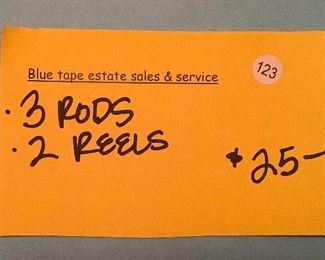 123
Blue tape estate sales & service
· 3 RODS
· 2 REELS
$25-